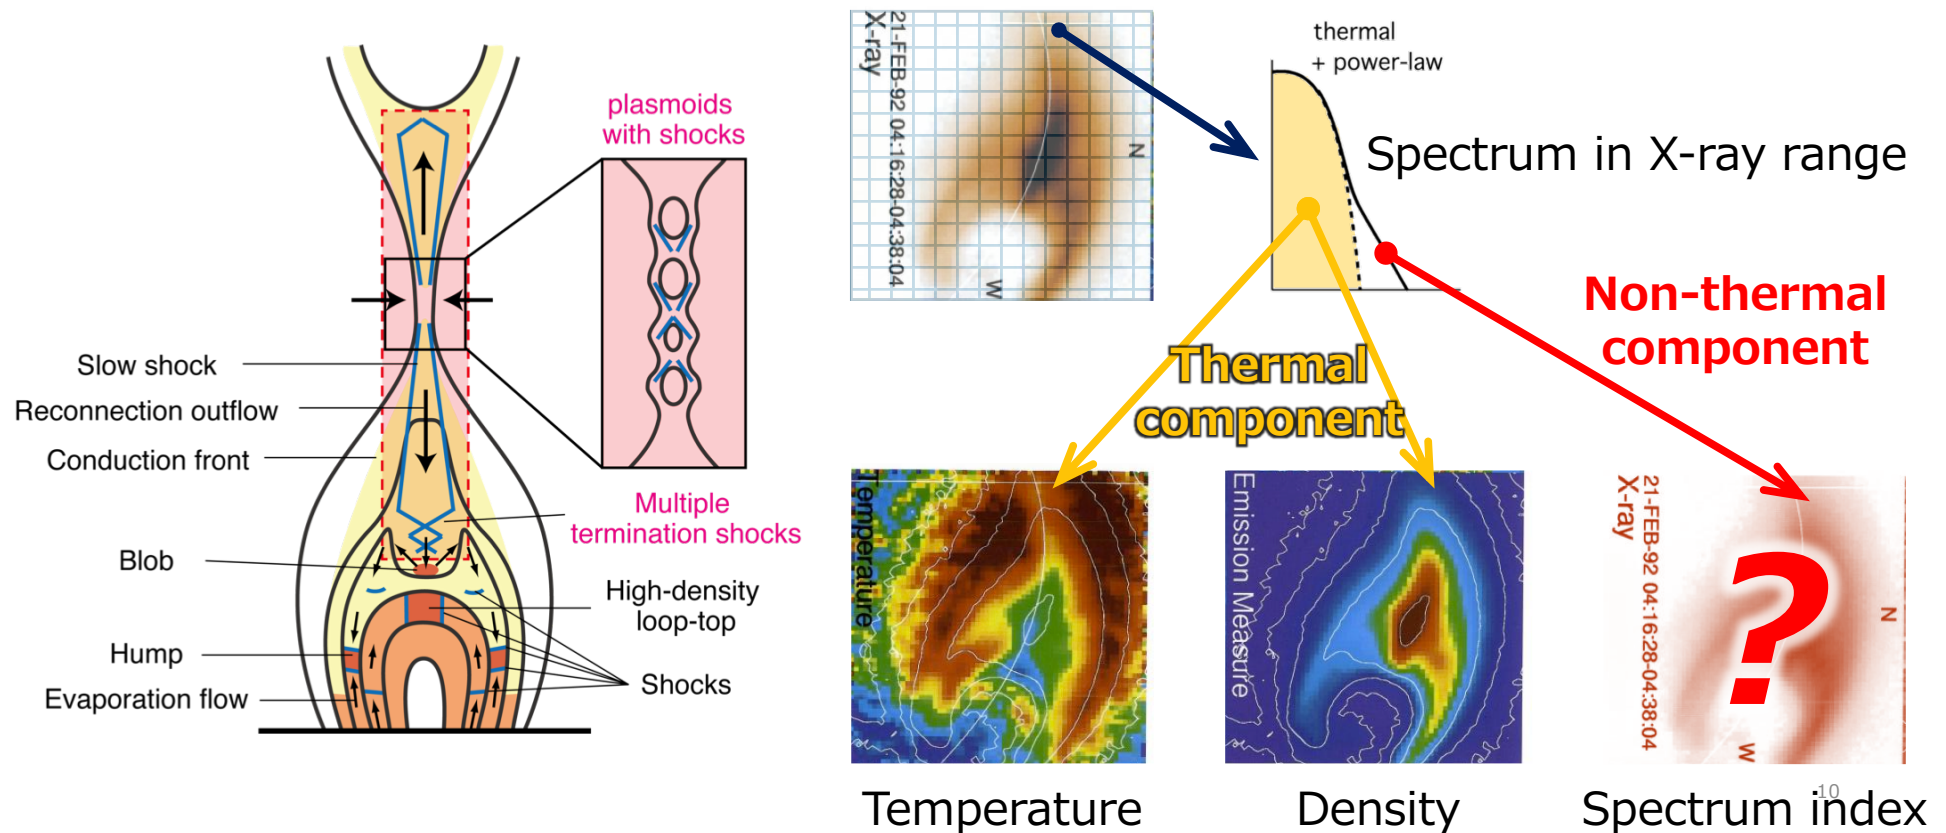 plasmoids
with shocks
Slow shock
Reconnection outflow
Conduction front
Multiple
termination shocks
Blob
High-density
loop-top
Hump
Shocks
Evaporation flow
21-FEB-92 04:16:28-04:38:04
X-ray
N
W
thermal
+ power-law
Spectrum in X-ray range
Non-thermal
component
Thermal
component
Temperature
Emission Measure
21-FEB-92 04:16:28-04:38:04
X-ray
N
W
?
Temperature
Density
Spectrum index
10